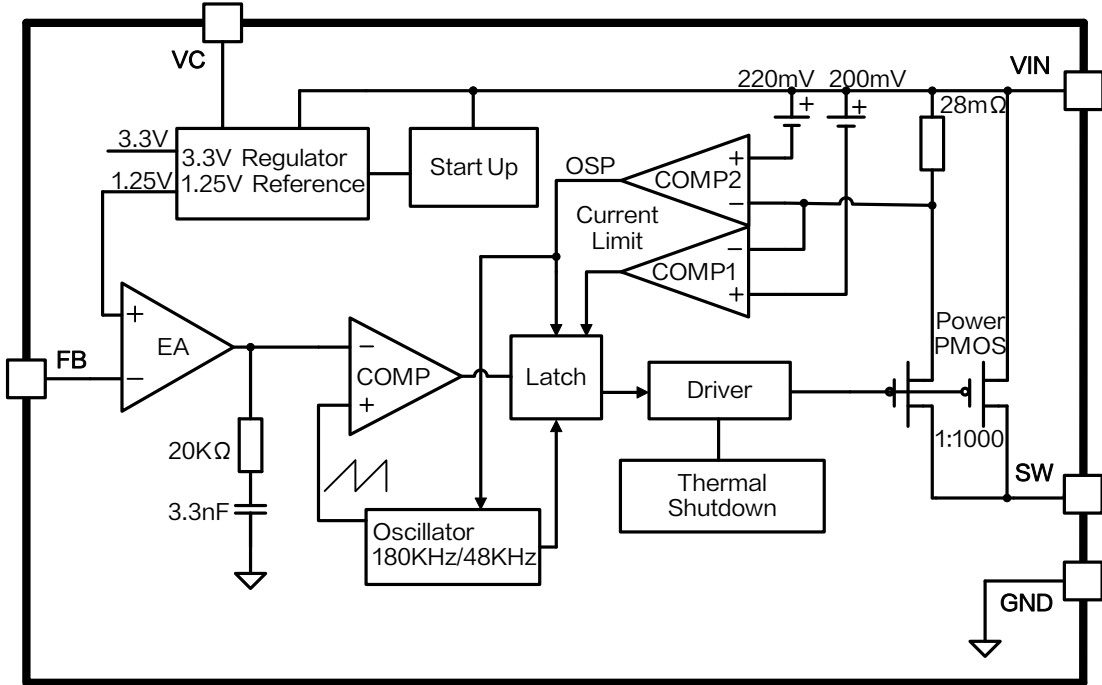 VC
220mV
200mV
VIN
28mΩ
3.3V
3.3V Regulator
1.25V
1.25V Reference
Start Up
OSP
+
+
+
COMP2
−
Current
Limit
−
COMP1
+
+
EA
−
FB
−
COMP
+
Latch
Driver
Power
PMOS
1:1000
20KΩ
3.3nF
Thermal
Shutdown
SW
Oscillator
180KHz/48KHz
GND